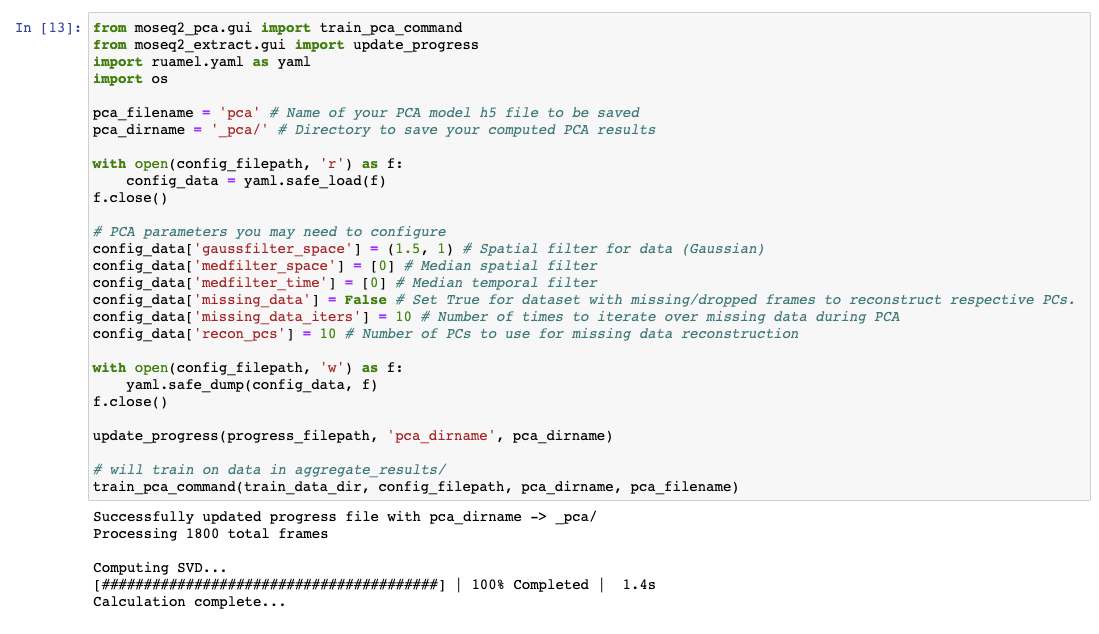 In [13]: from moseq2_pca.gui import train_pca_command
from moseq2_extract.gui import update_progress
import ruamel.yaml as yaml
import os
pca_filename = 'pca' # Name of your PCA model h5 file to be saved
pca_dirname = '_pca/' # Directory to save your computed PCA results
with open(config_filepath, 'r') as f:
    config_data = yaml.safe_load(f)
f.close()
# PCA parameters you may need to configure
config_data['gaussfilter_space'] = (1.5, 1) # Spatial filter for data (Gaussian)
config_data['medfilter_space'] = [0] # Median spatial filter
config_data['medfilter_time'] = [0] # Median temporal filter
config_data['missing_data'] = False # Set True for dataset with missing/dropped frames to reconstruct respective PCs.
config_data['missing_data_iters'] = 10 # Number of times to iterate over missing data during PCA
config_data['recon_pcs'] = 10 # Number of PCs to use for missing data reconstruction
with open(config_filepath, 'w') as f:
    yaml.safe_dump(config_data, f)
f.close()
update_progress(progress_filepath, 'pca_dirname', pca_dirname)
# will train on data in aggregate_results/
train_pca_command(train_data_dir, config_filepath, pca_dirname, pca_filename)
Successfully updated progress file with pca_dirname -> _pca/
Processing 1800 total frames
Computing SVD...
[########################################] | 100% Completed |  1.4s
Calculation complete...